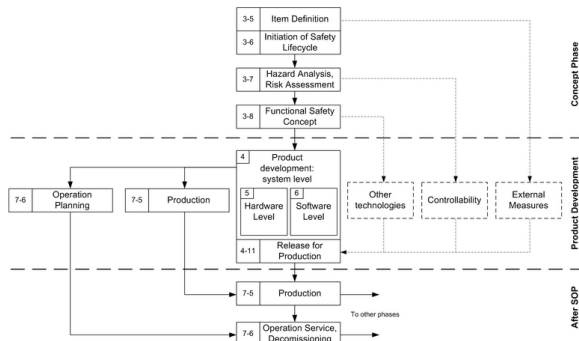 3-5
Item Definition
3-6
Initiation of Safety
Lifecycle
3-7
Hazard Analysis,
Risk Assessment
3-8
Functional Safety
Concept
Concept Phase
4
Product
development:
system level
5
Hardware
Level
6
Software
Level
7-6
Operation
Planning
7-5
Production
Other
technologies
Controllability
External
Measures
4-11
Release for
Production
Product Development
7-5
Production
To other phases
7-6
Operation Service,
Decomissioning
After SOP